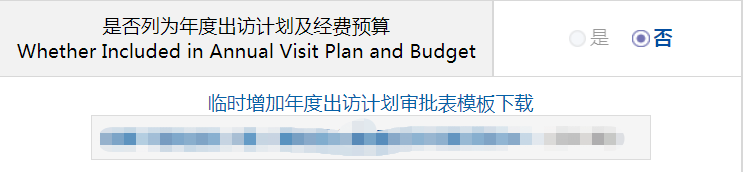 是否列为年度出访计划及经费预算
Whether Included in Annual Visit Plan and Budget
是 否
临时增加年度出访计划审批表模板下载